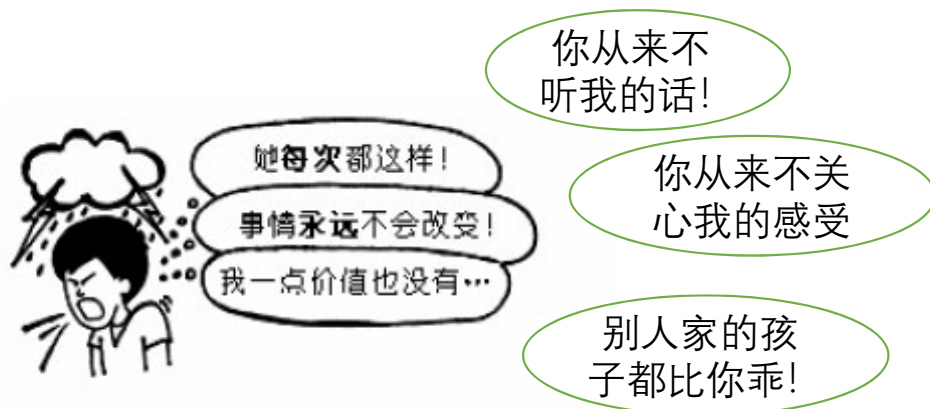 你从来不
听我的话！
她每次都这样！
事情永远不会改变！
我一点价值也没有…
你从来不关
心我的感受
别人家的孩
子都比你乖！